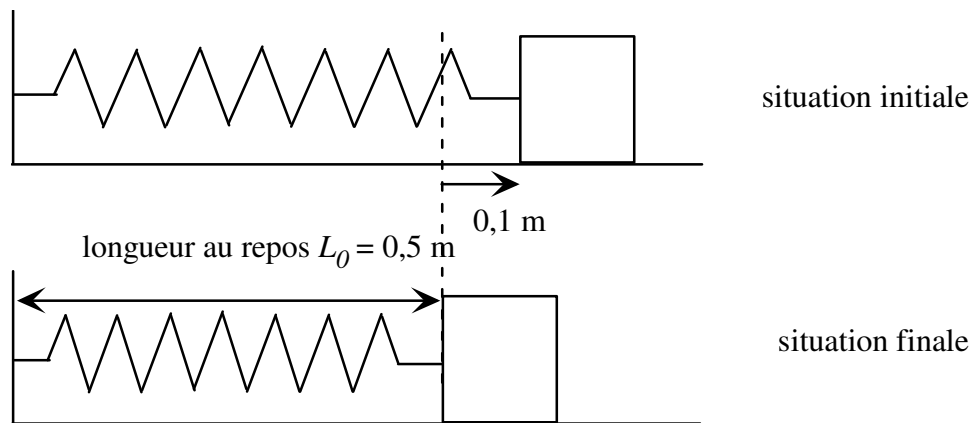 situation initiale
0,1 m
longueur au repos L0 = 0,5 m
situation finale